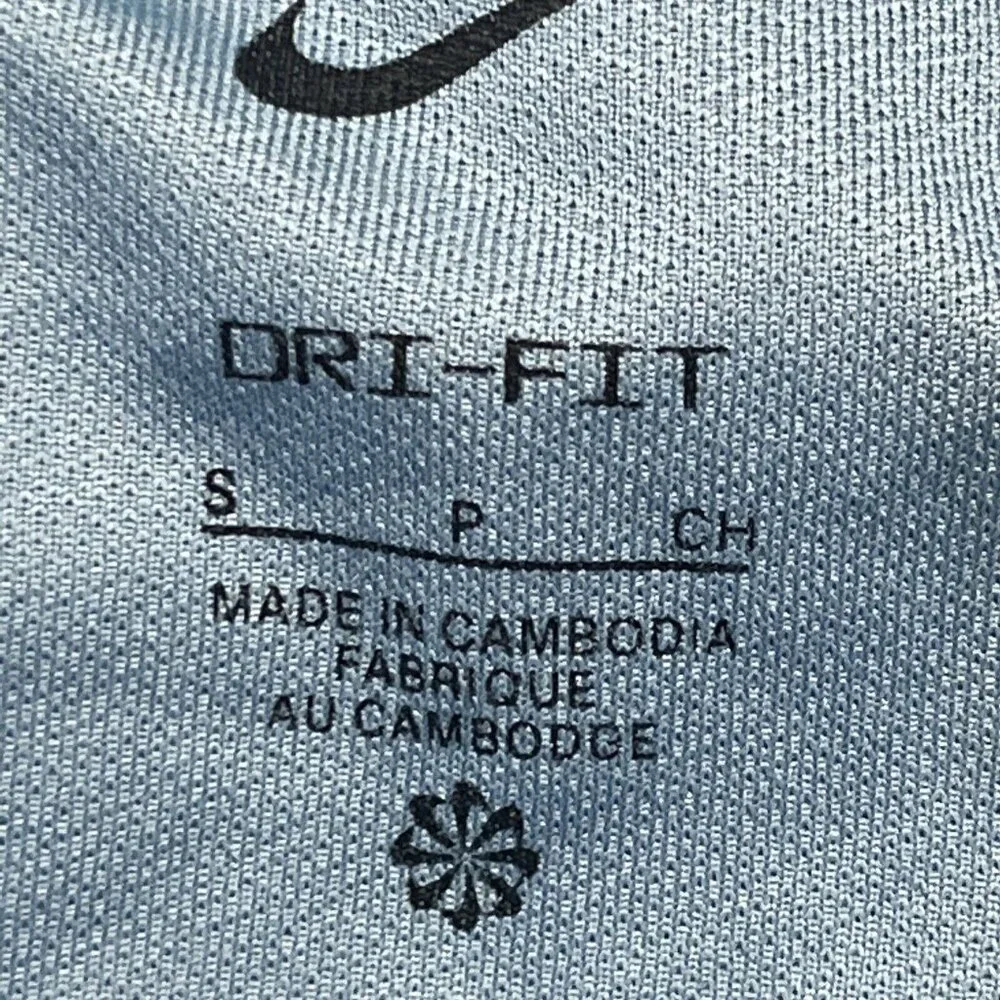 DRI-FIT
S P CH
MADE IN CAMBODIA
FABRIQUE
AU CAMBODGE